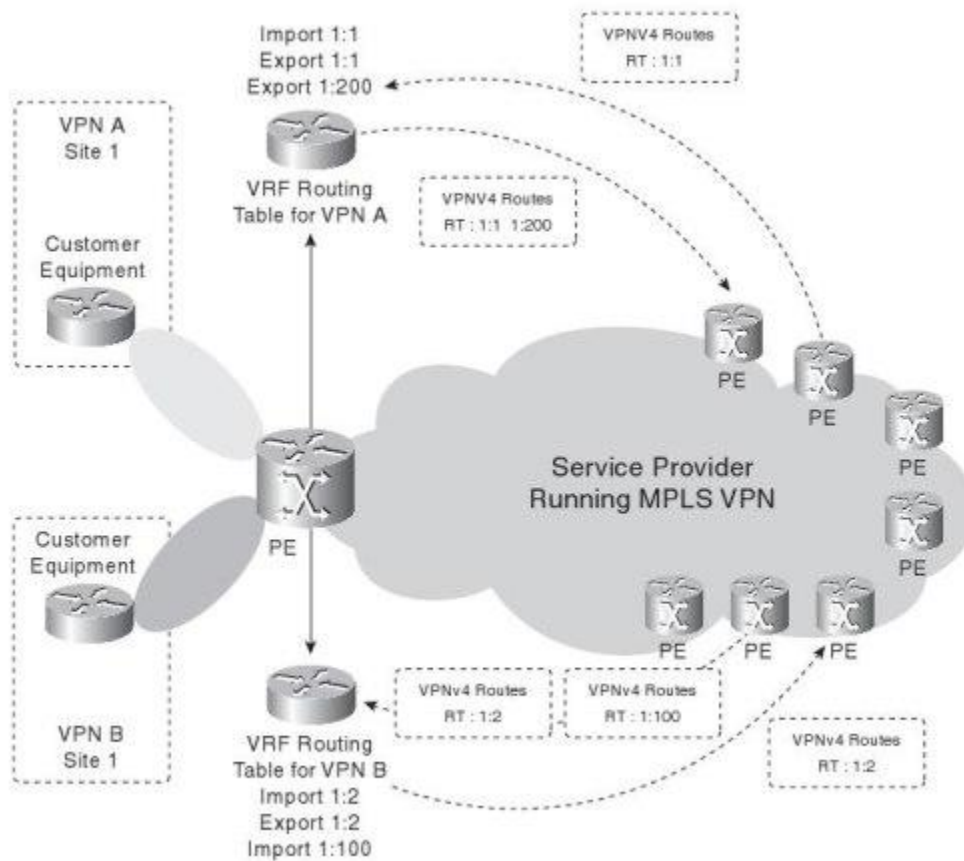 Import 1:1
Export 1:1
Export 1:200
VPNV4 Routes
RT : 1:1
VPN A
Site 1
VRF Routing
Table for VPN A
VPNV4 Routes
RT : 1:1 1:200
Customer
Equipment
PE
PE
PE
Service Provider
Running MPLS VPN
PE
Customer
Equipment
PE
PE
PE
PE
VPN B
Site 1
VRF Routing
Table for VPN B
Import 1:2
Export 1:2
Import 1:100
VPNv4 Routes
RT : 1:2
VPNv4 Routes
RT : 1:100
VPNv4 Routes
RT : 1:2